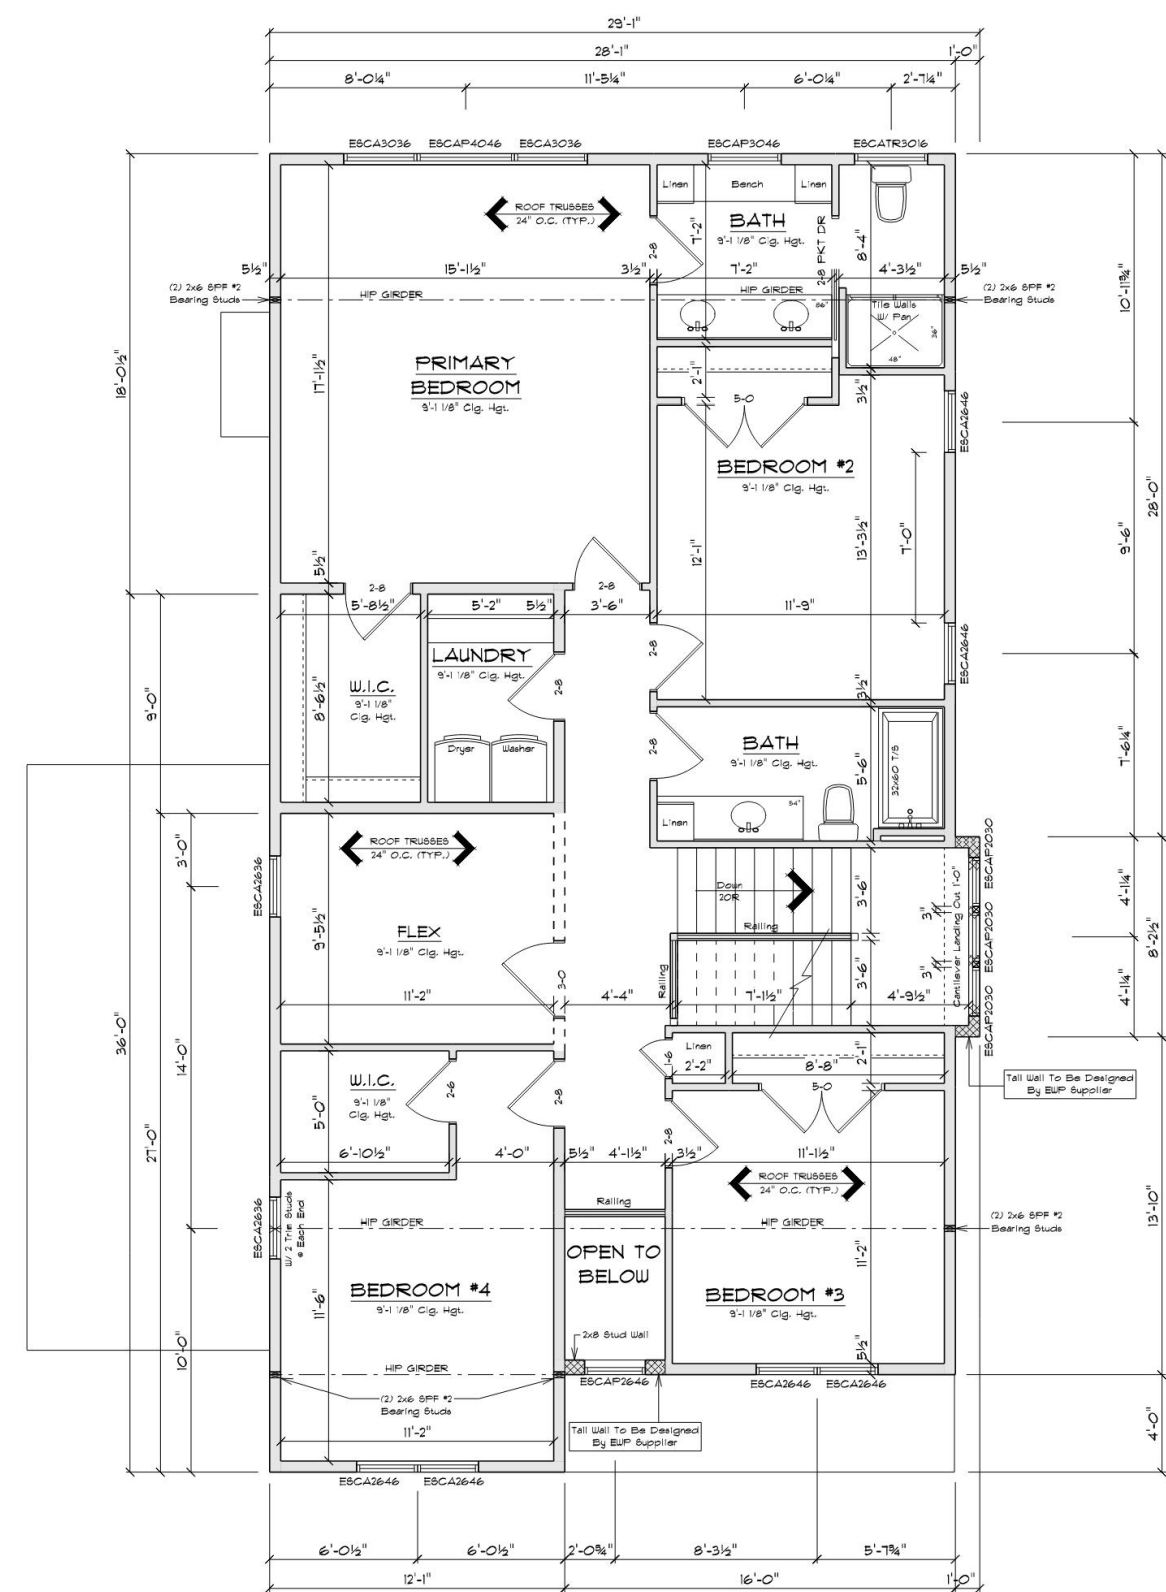 29'-1"
28'-1"
1'-0"
8'-0¼"
11'-5¼"
6'-0¼"
2'-7¼"
ESCA3036
ESCAP4046
ESCA3036
ESCAP3046
ESCATR3016
Linen
Bench
Linen
ROOF TRUSSES
24" O.C. (TYP.)
BATH
9'-1 1/8" Clg. Hgt.
7'-2"
2-8 PKT DR
8'-4"
2-8
5½"
15'-1½"
3½"
7'-2"
4'-3½"
5½"
(2) 2x6 SPF #2
Bearing Studs
HIP GIRDER
HIP GIRDER
(2) 2x6 SPF #2
Bearing Studs
10'-11¾"
Tile Walls
W/ Pan
36"
48"
18'-0½"
17'-1½"
PRIMARY
BEDROOM
9'-1 1/8" Clg. Hgt.
2'-1"
5-0
3½"
ESCA2646
BEDROOM #2
9'-1 1/8" Clg. Hgt.
28'-0"
12'-1"
13'-3½"
7'-0"
9'-6"
5½"
2-8
2-8
5'-8½"
5'-2"
5½"
3'-6"
11'-9"
2-8
ESCA2646
LAUNDRY
9'-1 1/8" Clg. Hgt.
2-8
W.I.C.
9'-1 1/8"
Clg. Hgt.
8'-6½"
3½"
9'-0"
Dryer
Washer
2-8
BATH
9'-1 1/8" Clg. Hgt.
5'-6"
32x60 T/S
7'-6¼"
54"
Linen
ROOF TRUSSES
24" O.C. (TYP.)
3'-0"
ESCA2636
ESCAP2030
Down
20R
3'-6"
Cantilever Landing Out 1'-0"
3"
4'-1¼"
9'-5½"
FLEX
9'-1 1/8" Clg. Hgt.
Railing
ESCAP2030
8'-2½"
3-0
Railing
3'-6"
3"
11'-2"
4'-4"
7'-1½"
4'-9½"
4'-1¼"
ESCAP2030
36'-0"
14'-0"
Linen
2'-2"
1-6
8'-8"
2'-1"
5-0
Tall Wall To Be Designed
By EWP Supplier
W.I.C.
9'-1 1/8"
Clg. Hgt.
5'-0"
2-6
2-8
2-8
27'-0"
6'-10½"
4'-0"
5½"
4'-1½"
3½"
11'-1½"
ROOF TRUSSES
24" O.C. (TYP.)
Railing
ESCA2636
W/ 2 Trim Studs
@ Each End
HIP GIRDER
HIP GIRDER
(2) 2x6 SPF #2
Bearing Studs
13'-10"
OPEN TO
BELOW
11'-2"
BEDROOM #4
9'-1 1/8" Clg. Hgt.
11'-6"
BEDROOM #3
9'-1 1/8" Clg. Hgt.
2x8 Stud Wall
10'-0"
HIP GIRDER
5½"
ESCAP2646
ESCA2646
ESCA2646
(2) 2x6 SPF #2
Bearing Studs
11'-2"
Tall Wall To Be Designed
By EWP Supplier
4'-0"
ESCA2646
ESCA2646
6'-0½"
6'-0½"
2'-0¾"
8'-3½"
5'-7¾"
12'-1"
16'-0"
1'-0"